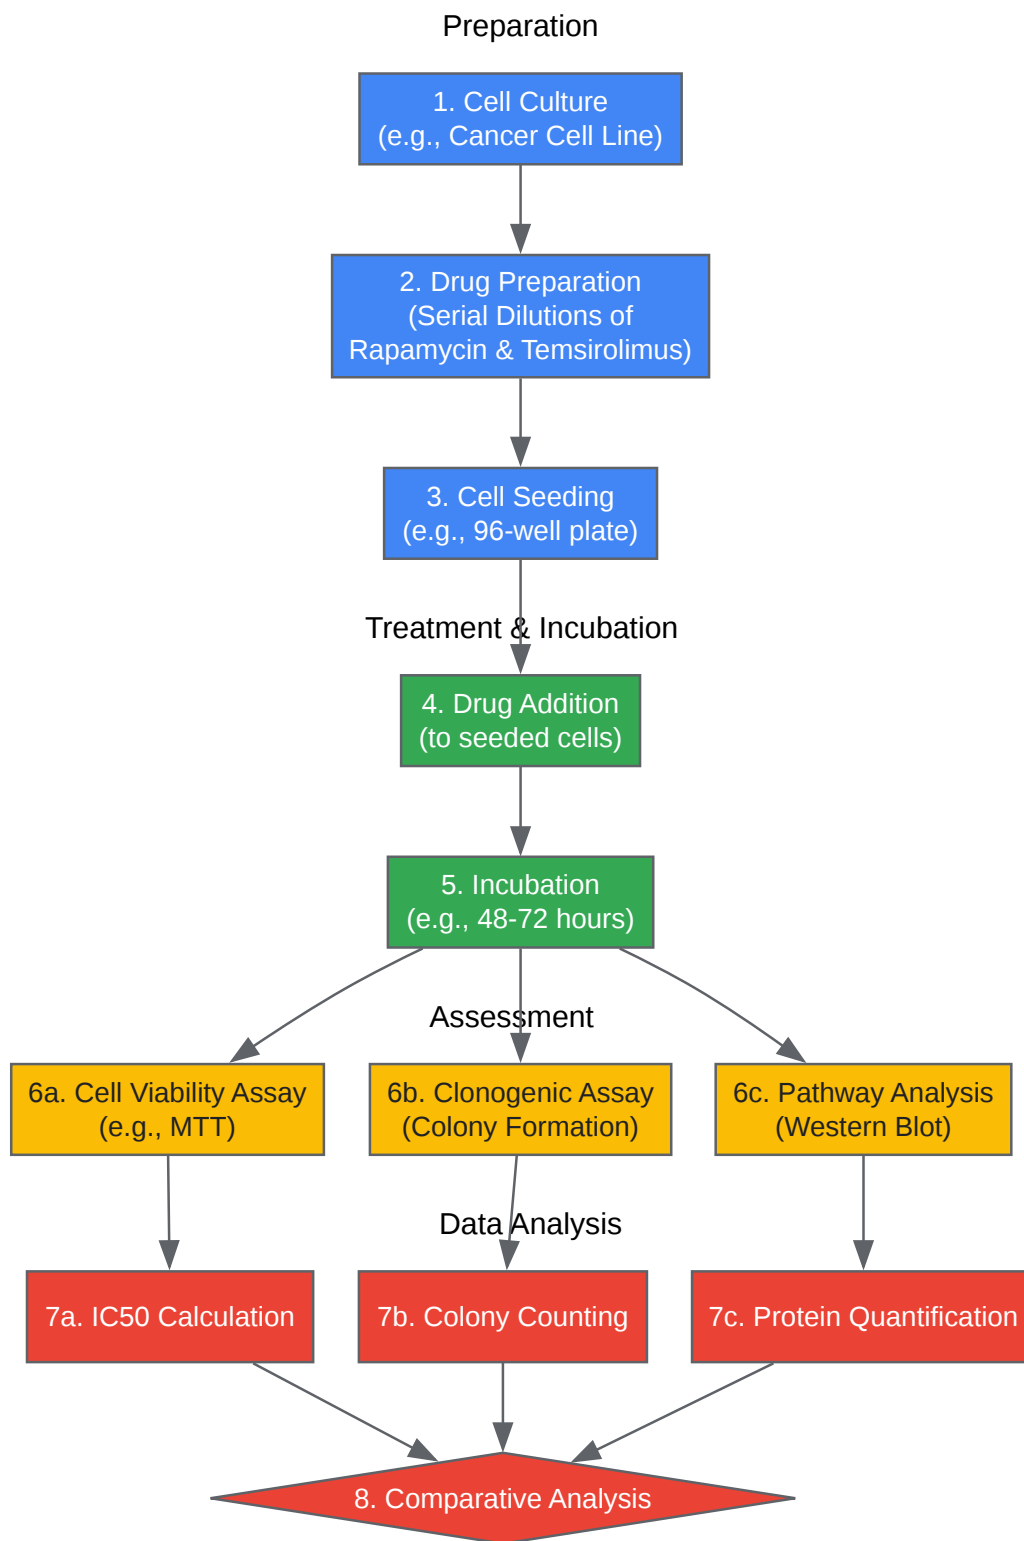 Preparation
1. Cell Culture
(e.g., Cancer Cell Line)
2. Drug Preparation
(Serial Dilutions of
Rapamycin & Temsirolimus)
3. Cell Seeding
(e.g., 96-well plate)
Treatment & Incubation
4. Drug Addition
(to seeded cells)
5. Incubation
(e.g., 48-72 hours)
Assessment
6a. Cell Viability Assay
(e.g., MTT)
6b. Clonogenic Assay
(Colony Formation)
6c. Pathway Analysis
(Western Blot)
Data Analysis
7a. IC50 Calculation
7b. Colony Counting
7c. Protein Quantification
8. Comparative Analysis